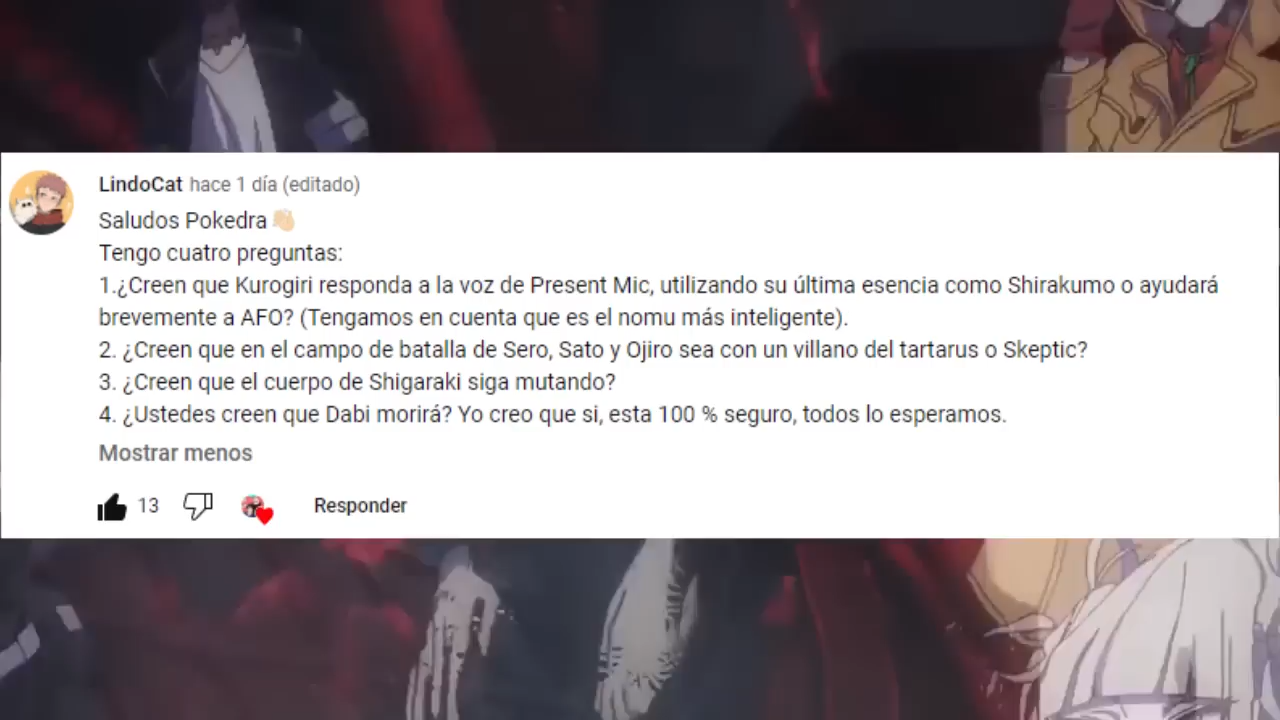 LindoCat hace 1 día (editado)
Saludos Pokedra 👋🏻
Tengo cuatro preguntas:
1.¿Creen que Kurogiri responda a la voz de Present Mic, utilizando su última esencia como Shirakumo o ayudará
brevemente a AFO? (Tengamos en cuenta que es el nomu más inteligente).
2. ¿Creen que en el campo de batalla de Sero, Sato y Ojiro sea con un villano del tartarus o Skeptic?
3. ¿Creen que el cuerpo de Shigaraki siga mutando?
4. ¿Ustedes creen que Dabi morirá? Yo creo que si, esta 100 % seguro, todos lo esperamos.
Mostrar menos
13 Responder